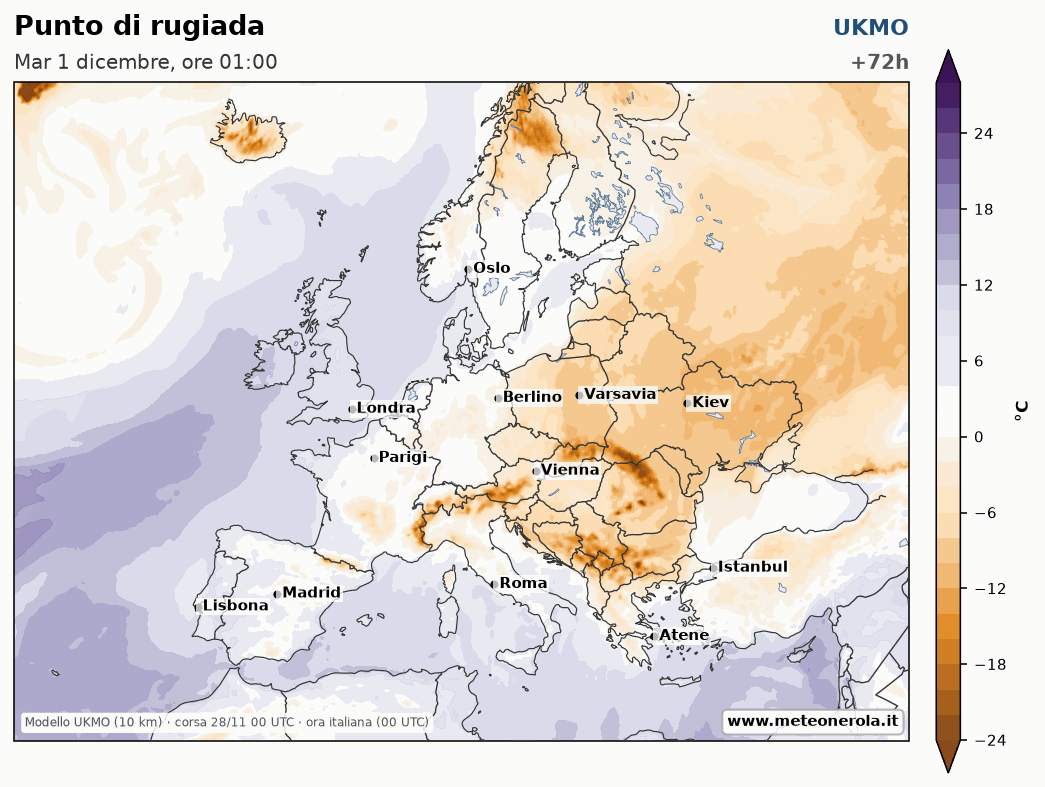 Punto di rugiada
UKMO
Mar 1 dicembre, ore 01:00
+72h
24
18
12
6
0
−6
−12
−18
−24
°C
Oslo
Londra
Berlino
Varsavia
Kiev
Parigi
Vienna
Istanbul
Roma
Madrid
Lisbona
Atene
Modello UKMO (10 km) · corsa 28/11 00 UTC · ora italiana (00 UTC)
www.meteonerola.it